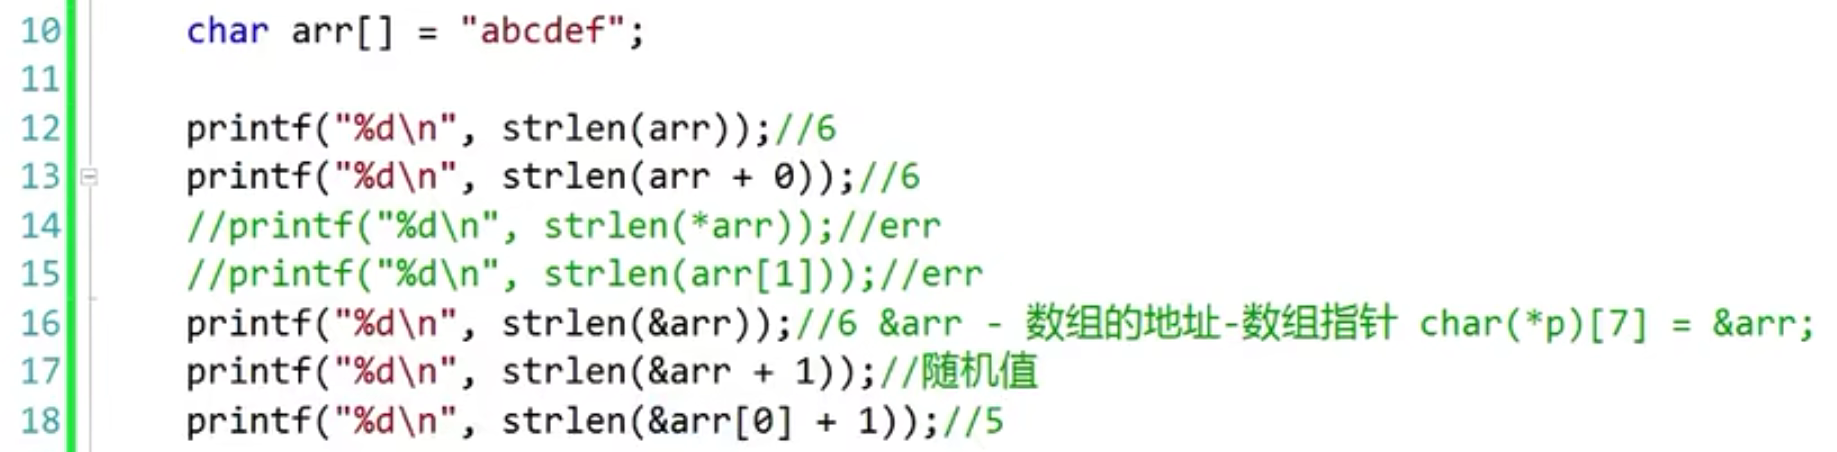 10 char arr[] = "abcdef";
11
12 printf("%d\n", strlen(arr));//6
13 printf("%d\n", strlen(arr + 0));//6
14 //printf("%d\n", strlen(*arr));//err
15 //printf("%d\n", strlen(arr[1]));//err
16 printf("%d\n", strlen(&arr));//6 &arr - 数组的地址-数组指针 char(*p)[7] = &arr;
17 printf("%d\n", strlen(&arr + 1));//随机值
18 printf("%d\n", strlen(&arr[0] + 1));//5